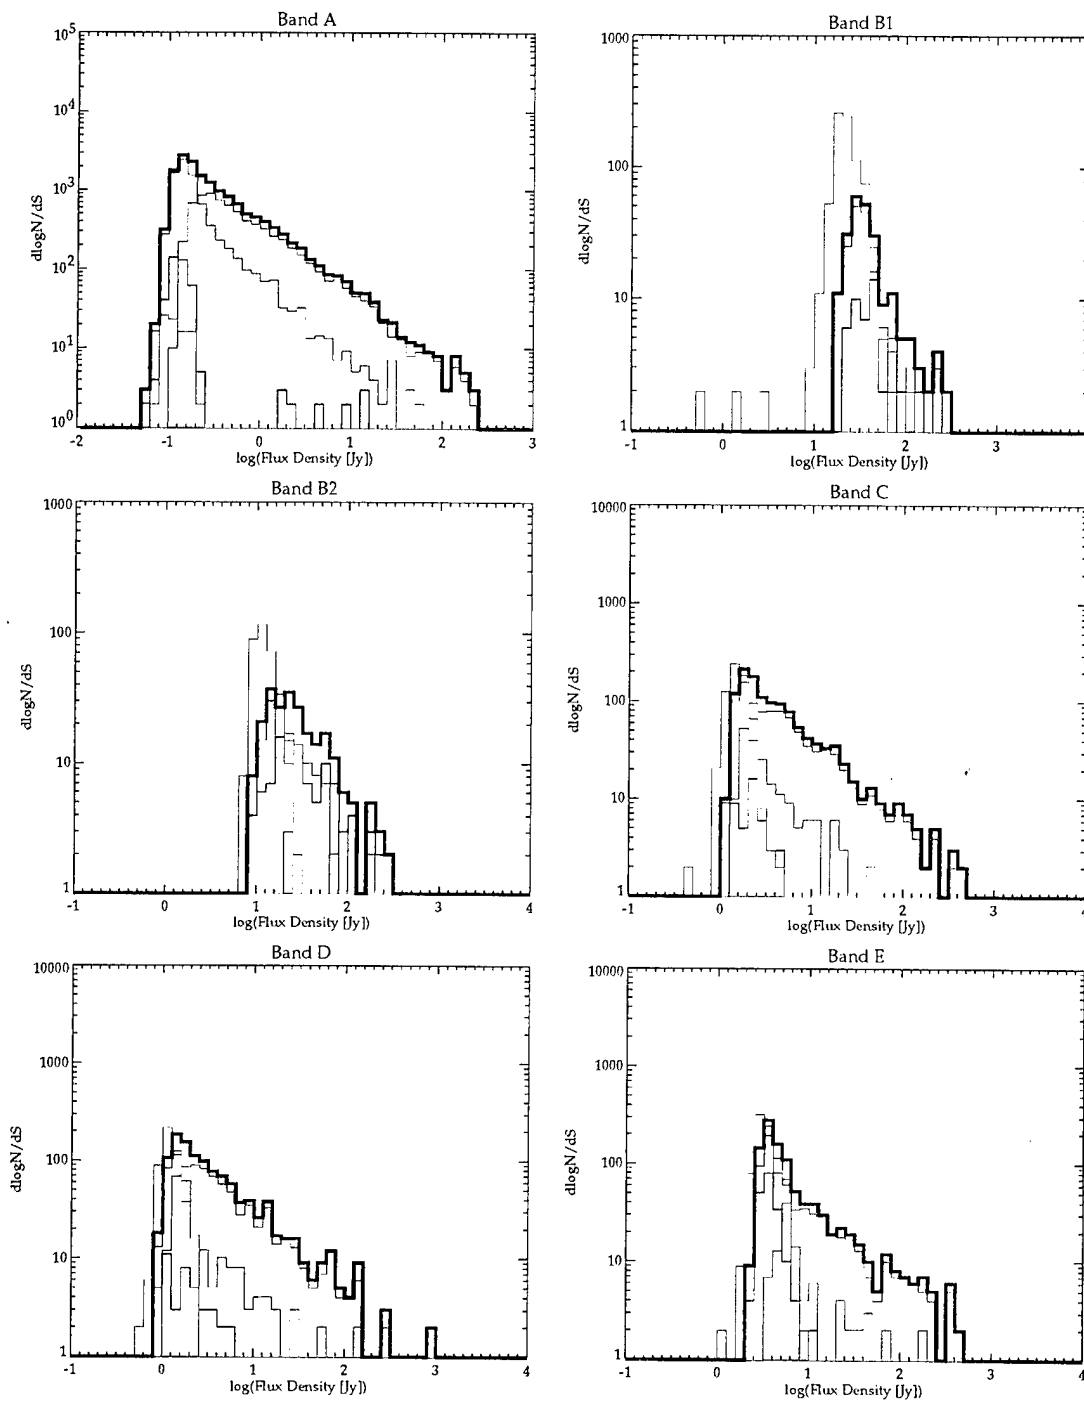 Band A
10^5
10^4
10^3
10^2
10^1
10^0
dlogN/dS
-2 -1 0 1 2 3
log(Flux Density [Jy])
Band B1
1000
100
10
1
dlogN/dS
-1 0 1 2 3 4
log(Flux Density [Jy])
Band B2
1000
100
10
1
dlogN/dS
-1 0 1 2 3 4
log(Flux Density [Jy])
Band C
10000
1000
100
10
1
dlogN/dS
-1 0 1 2 3 4
log(Flux Density [Jy])
Band D
10000
1000
100
10
1
dlogN/dS
-1 0 1 2 3 4
log(Flux Density [Jy])
Band E
10000
1000
100
10
1
dlogN/dS
-1 0 1 2 3 4
log(Flux Density [Jy])